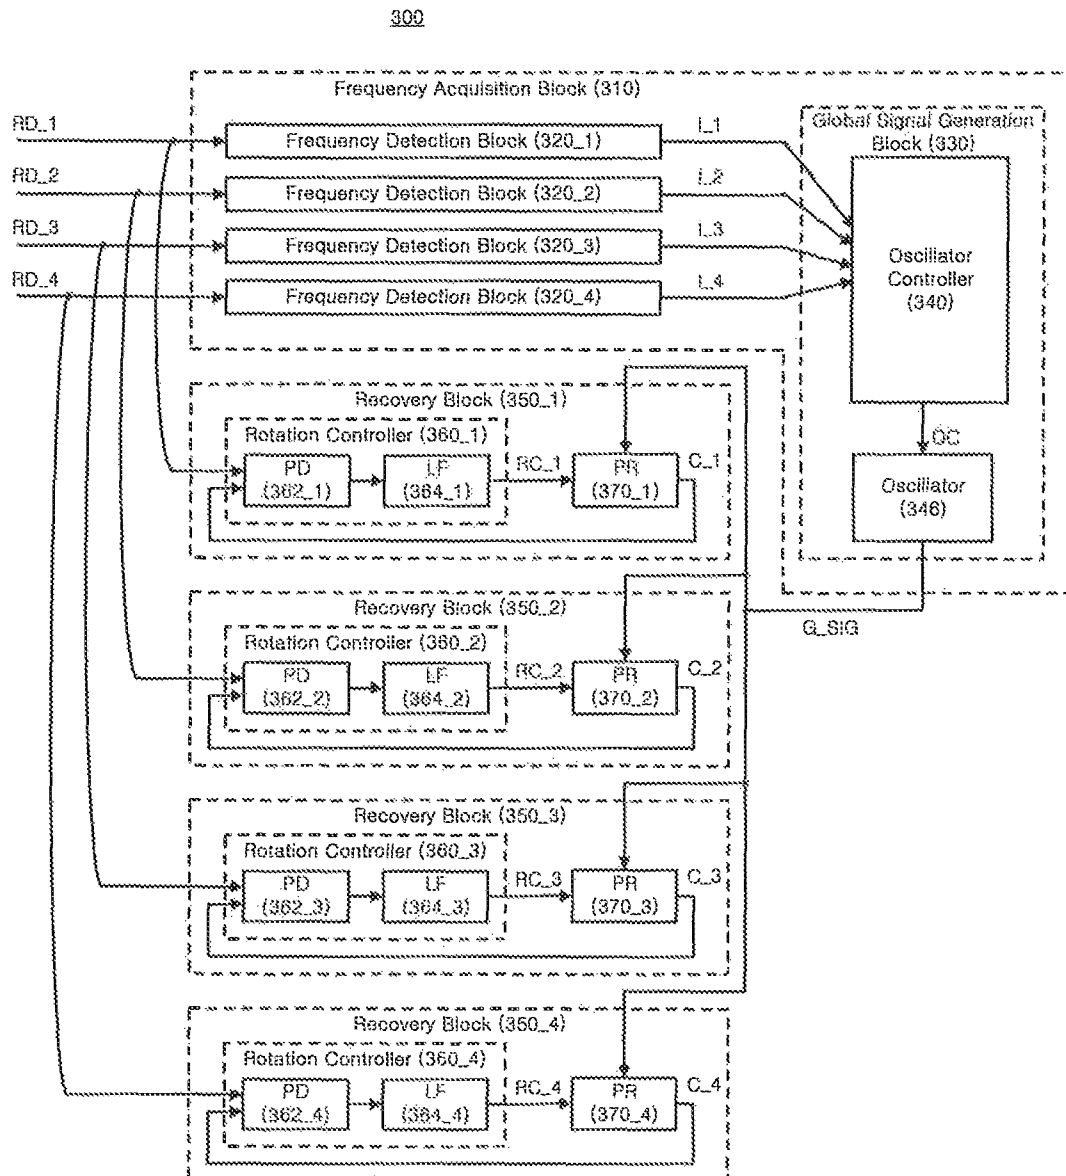 300
Frequency Acquisition Block (310)
RD_1
Frequency Detection Block (320_1)
I_1
Global Signal Generation
Block (330)
RD_2
Frequency Detection Block (320_2)
I_2
RD_3
Frequency Detection Block (320_3)
I_3
Oscillator
Controller
(340)
RD_4
Frequency Detection Block (320_4)
I_4
OC
Oscillator
(346)
G_SIG
Recovery Block (350_1)
Rotation Controller (360_1)
PD
(362_1)
LF
(364_1)
RC_1
PR
(370_1)
C_1
Recovery Block (350_2)
Rotation Controller (360_2)
PD
(362_2)
LF
(364_2)
RC_2
PR
(370_2)
C_2
Recovery Block (350_3)
Rotation Controller (360_3)
PD
(362_3)
LF
(364_3)
RC_3
PR
(370_3)
C_3
Recovery Block (350_4)
Rotation Controller (360_4)
PD
(362_4)
LF
(364_4)
RC_4
PR
(370_4)
C_4